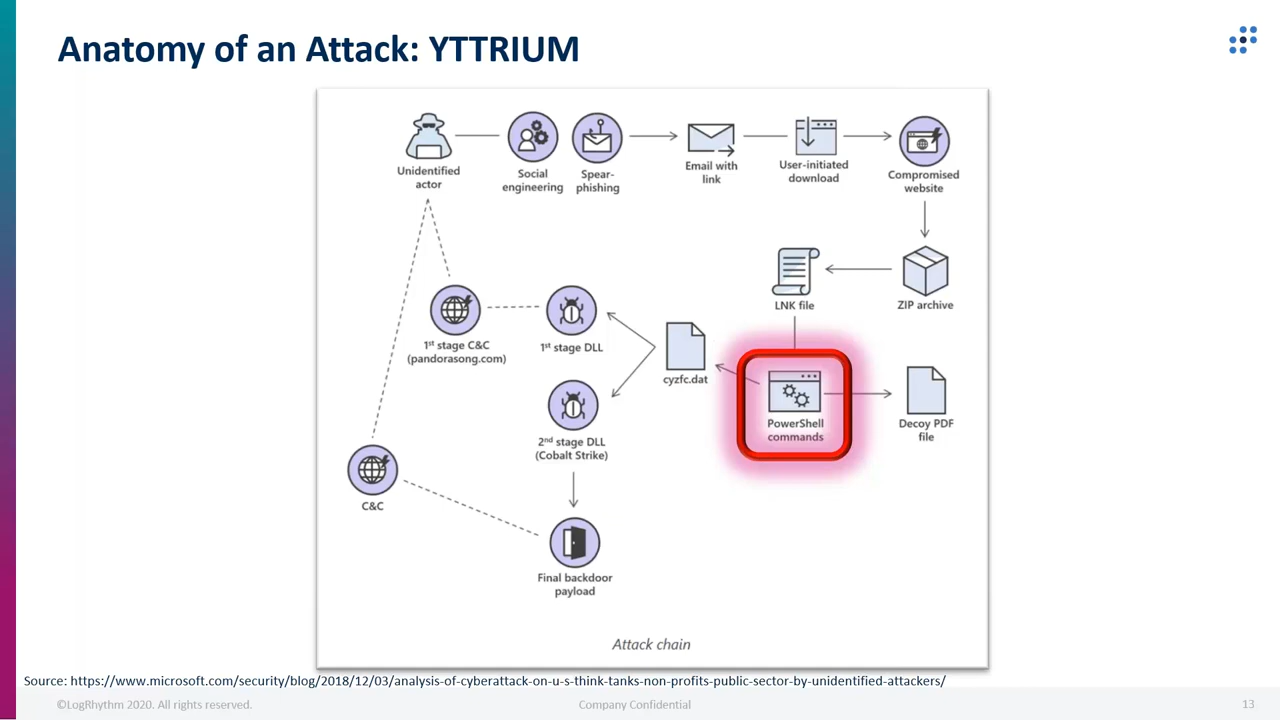 Anatomy of an Attack: YTTRIUM
Unidentified
actor
Social
engineering
Spear-
phishing
Email with
link
User-initiated
download
Compromised
website
LNK file
ZIP archive
1st stage C&C
(pandorasong.com)
1st stage DLL
cyzfc.dat
PowerShell
commands
Decoy PDF
file
2nd stage DLL
(Cobalt Strike)
C&C
Final backdoor
payload
Attack chain
Source: https://www.microsoft.com/security/blog/2018/12/03/analysis-of-cyberattack-on-u-s-think-tanks-non-profits-public-sector-by-unidentified-attackers/
©LogRhythm 2020. All rights reserved.
Company Confidential
13